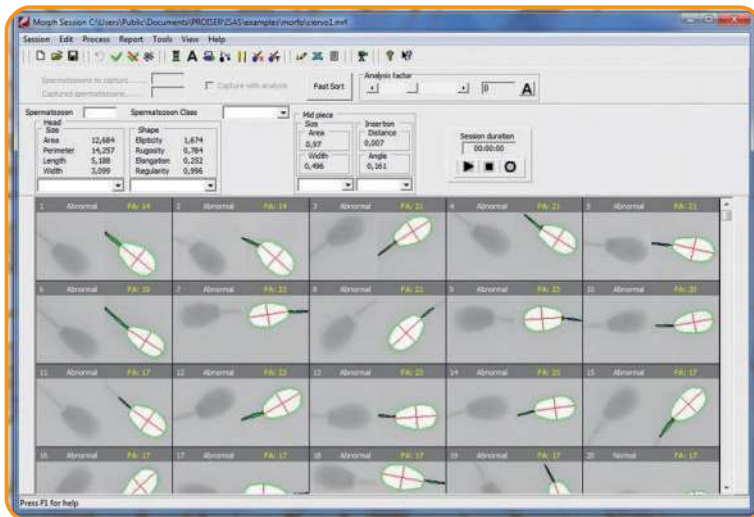 Morph Session C:\Users\Public\Documents\PROISER\ISAS\examples\morfo\ciervo1.mrf
Session Edit Process Report Tools View Help
Spermatozoons to capture
Captured spermatozoons
Capture with analysis
Fast Sort
Analysis factor
0
Spermatozoon
Spermatozoon Class
Head
Size
Area 12,684
Perimeter 14,257
Length 5,188
Width 3,099
Shape
Elipticity 1,674
Rugosity 0,784
Elongation 0,252
Regularity 0,996
Mid piece
Size
Area
0,97
Width
0,496
Insertion
Distance
0,007
Angle
0,161
Session duration
00:00:00
1 Abnormal FA: 14
2 Abnormal FA: 14
3 Abnormal FA: 21
4 Abnormal FA: 21
5 Abnormal FA: 21
6 Abnormal
7 Abnormal FA: 23
8 Abnormal FA: 21
9 Abnormal FA: 23
10 Abnormal FA: 20
11 Abnormal FA: 17
12 Abnormal FA: 23
13 Abnormal FA: 23
14 Abnormal
15 Abnormal FA: 17
16 Abnormal FA: 17
17 Abnormal FA: 17
18 Abnormal FA: 17
19 Abnormal FA: 17
20 Normal FA: 17
Press F1 for help